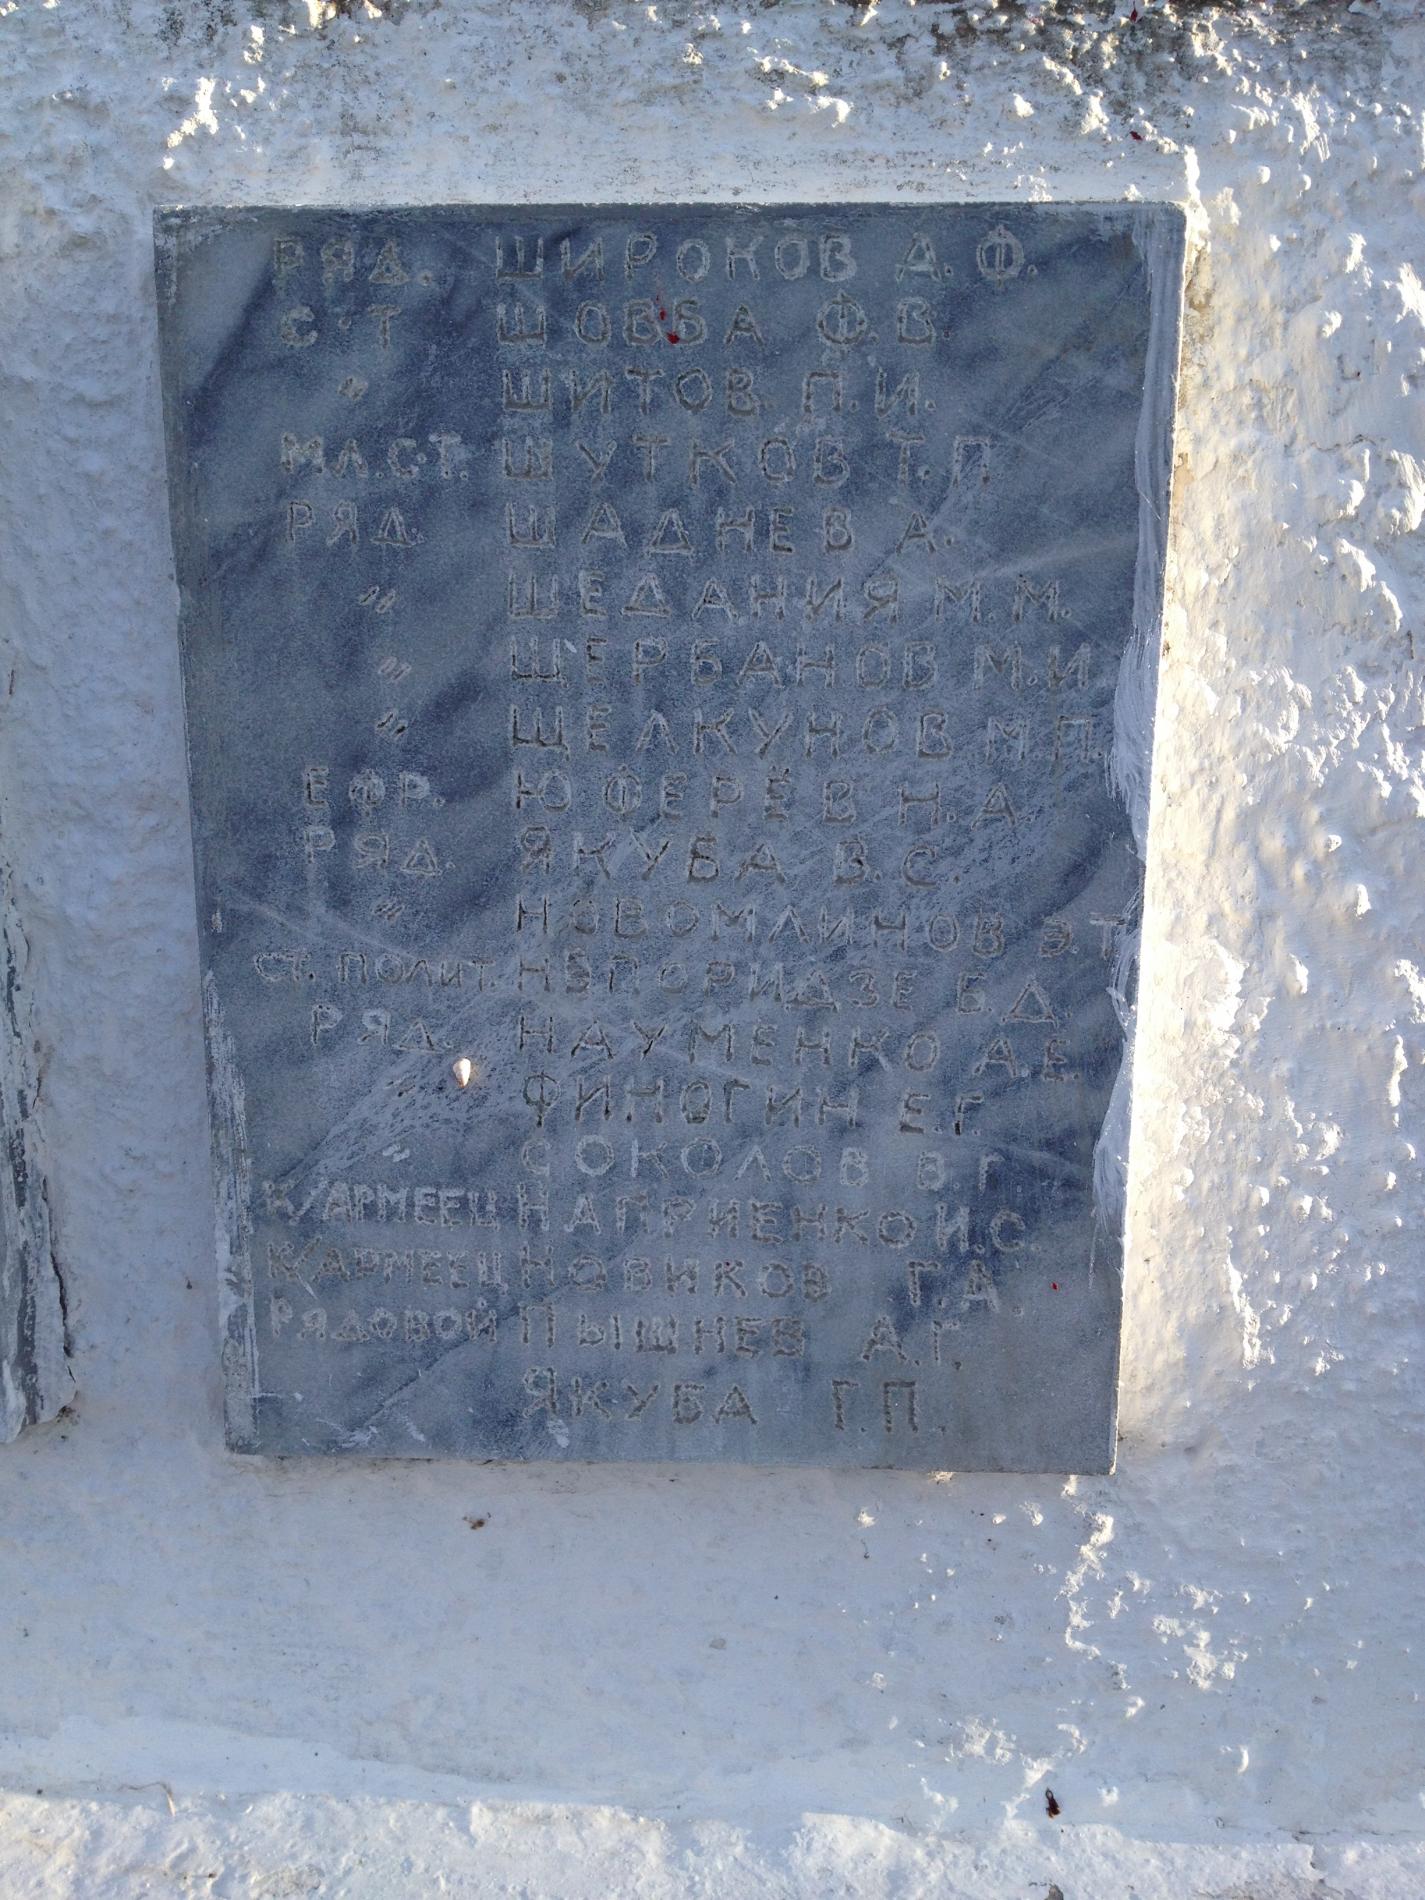 РЯД. ШИРОКОВ А. Ф.
С-Т ШОВБА Ф. В.
" ШИТОВ П. И.
МЛ. С-Т. ШУТКОВ Т. П.
РЯД. ШАДНЕВ А.
" ШЕДАНИЯ М. М.
" ЩЕРБАНОВ М. И
" ЩЕЛКУНОВ М П.
ЕФР. ЮФЕРЁВ Н. А.
РЯД. ЯКУБА В. С.
" НОВОМЛИНОВ Э. Т
СТ. ПОЛИТ. НЕПОРИДЗЕ Б. Д.
РЯД. НАУМЕНКО А. Е.
" ФИНОГИН Е. Г.
" СОКОЛОВ В. Г.
К/АРМЕЕЦ НАПРИЕНКО И. С.
К/АРМЕЕЦ НОВИКОВ Г. А.
РЯДОВОЙ ПЫШНЕВ А. Г.
ЯКУБА Г. П.